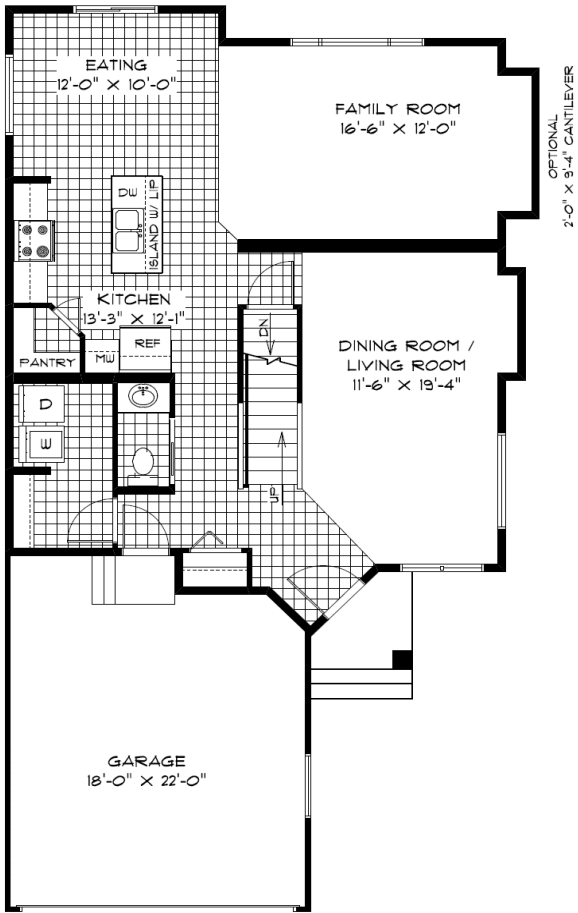 EATING
12'-0" X 10'-0"
FAMILY ROOM
16'-6" X 12'-0"
OPTIONAL
2'-0" X 9'-4" CANTILEVER
DW
ISLAND W/ LIP
KITCHEN
13'-3" X 12'-1"
REF
MW
PANTRY
DN
DINING ROOM /
LIVING ROOM
11'-6" X 19'-4"
D
W
UP
GARAGE
18'-0" X 22'-0"